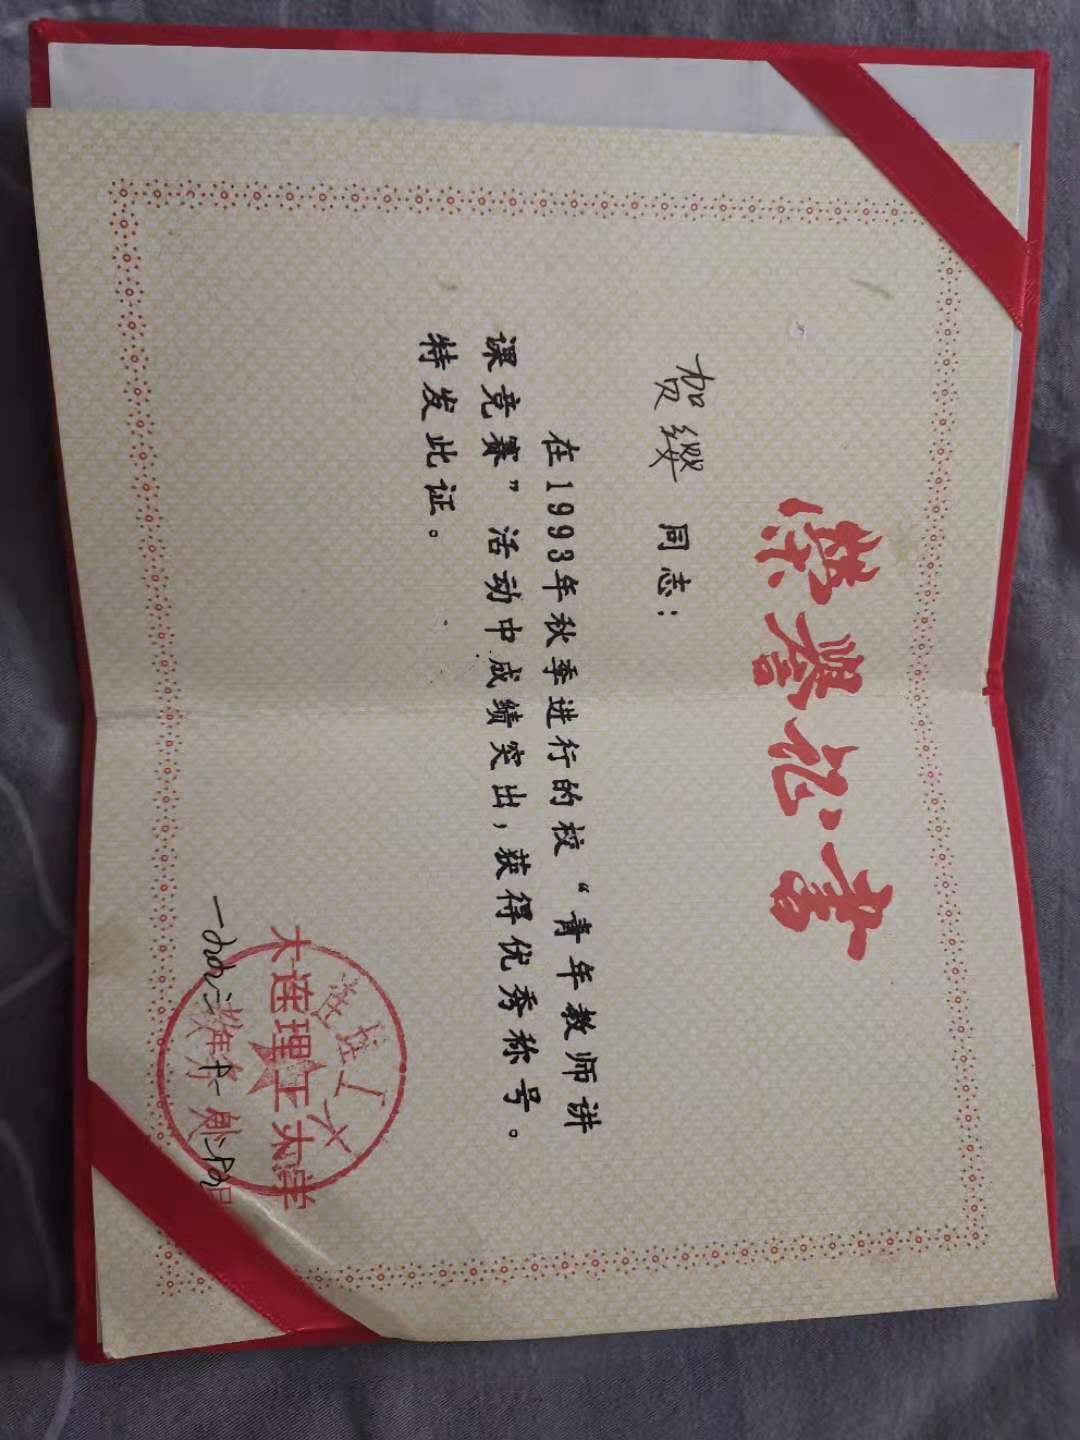 荣誉证书
贺缨 同志：
在1993年秋季进行的校“青年教师讲
课竞赛”活动中成绩突出，获得优秀称号。
特发此证。
大连理工大学